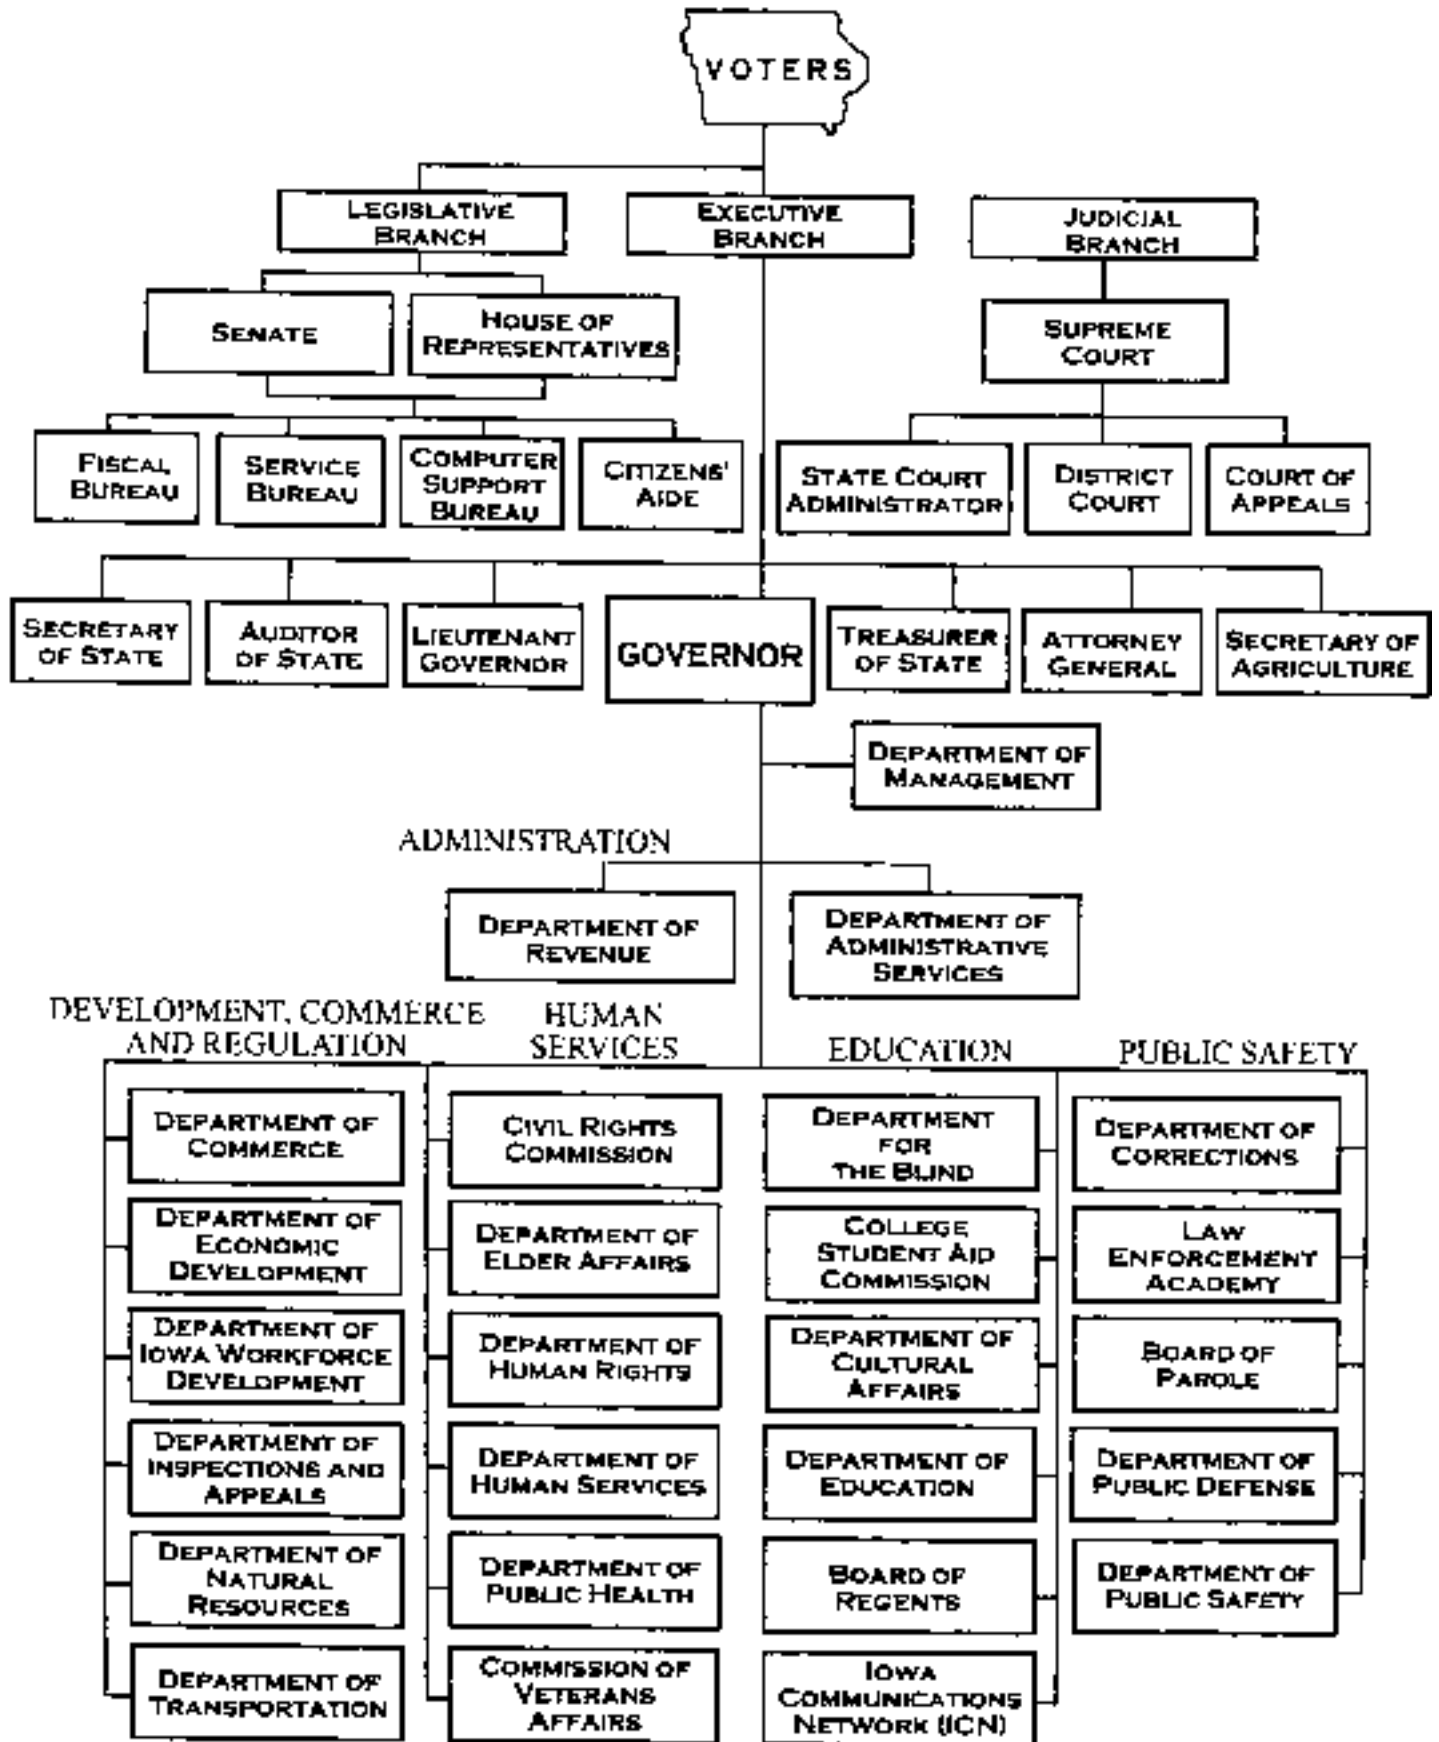 VOTERS
LEGISLATIVE
BRANCH
EXECUTIVE
BRANCH
JUDICIAL
BRANCH
SENATE
HOUSE OF
REPRESENTATIVES
SUPREME
COURT
FISCAL
BUREAU
SERVICE
BUREAU
COMPUTER
SUPPORT
BUREAU
CITIZENS'
AIDE
STATE COURT
ADMINISTRATOR
DISTRICT
COURT
COURT OF
APPEALS
SECRETARY
OF STATE
AUDITOR
OF STATE
LIEUTENANT
GOVERNOR
GOVERNOR
TREASURER
OF STATE
ATTORNEY
GENERAL
SECRETARY OF
AGRICULTURE
DEPARTMENT OF
MANAGEMENT
ADMINISTRATION
DEPARTMENT OF
REVENUE
DEPARTMENT OF
ADMINISTRATIVE
SERVICES
DEVELOPMENT, COMMERCE
AND REGULATION
DEPARTMENT OF
COMMERCE
DEPARTMENT OF
ECONOMIC
DEVELOPMENT
DEPARTMENT OF
IOWA WORKFORCE
DEVELOPMENT
DEPARTMENT OF
INSPECTIONS AND
APPEALS
DEPARTMENT OF
NATURAL
RESOURCES
DEPARTMENT OF
TRANSPORTATION
HUMAN
SERVICES
CIVIL RIGHTS
COMMISSION
DEPARTMENT OF
ELDER AFFAIRS
DEPARTMENT OF
HUMAN RIGHTS
DEPARTMENT OF
HUMAN SERVICES
DEPARTMENT OF
PUBLIC HEALTH
COMMISSION OF
VETERANS
AFFAIRS
EDUCATION
DEPARTMENT
FOR
THE BLIND
COLLEGE
STUDENT AID
COMMISSION
DEPARTMENT OF
CULTURAL
AFFAIRS
DEPARTMENT OF
EDUCATION
BOARD OF
REGENTS
IOWA
COMMUNICATIONS
NETWORK (ICN)
PUBLIC SAFETY
DEPARTMENT OF
CORRECTIONS
LAW
ENFORCEMENT
ACADEMY
BOARD OF
PAROLE
DEPARTMENT OF
PUBLIC DEFENSE
DEPARTMENT OF
PUBLIC SAFETY